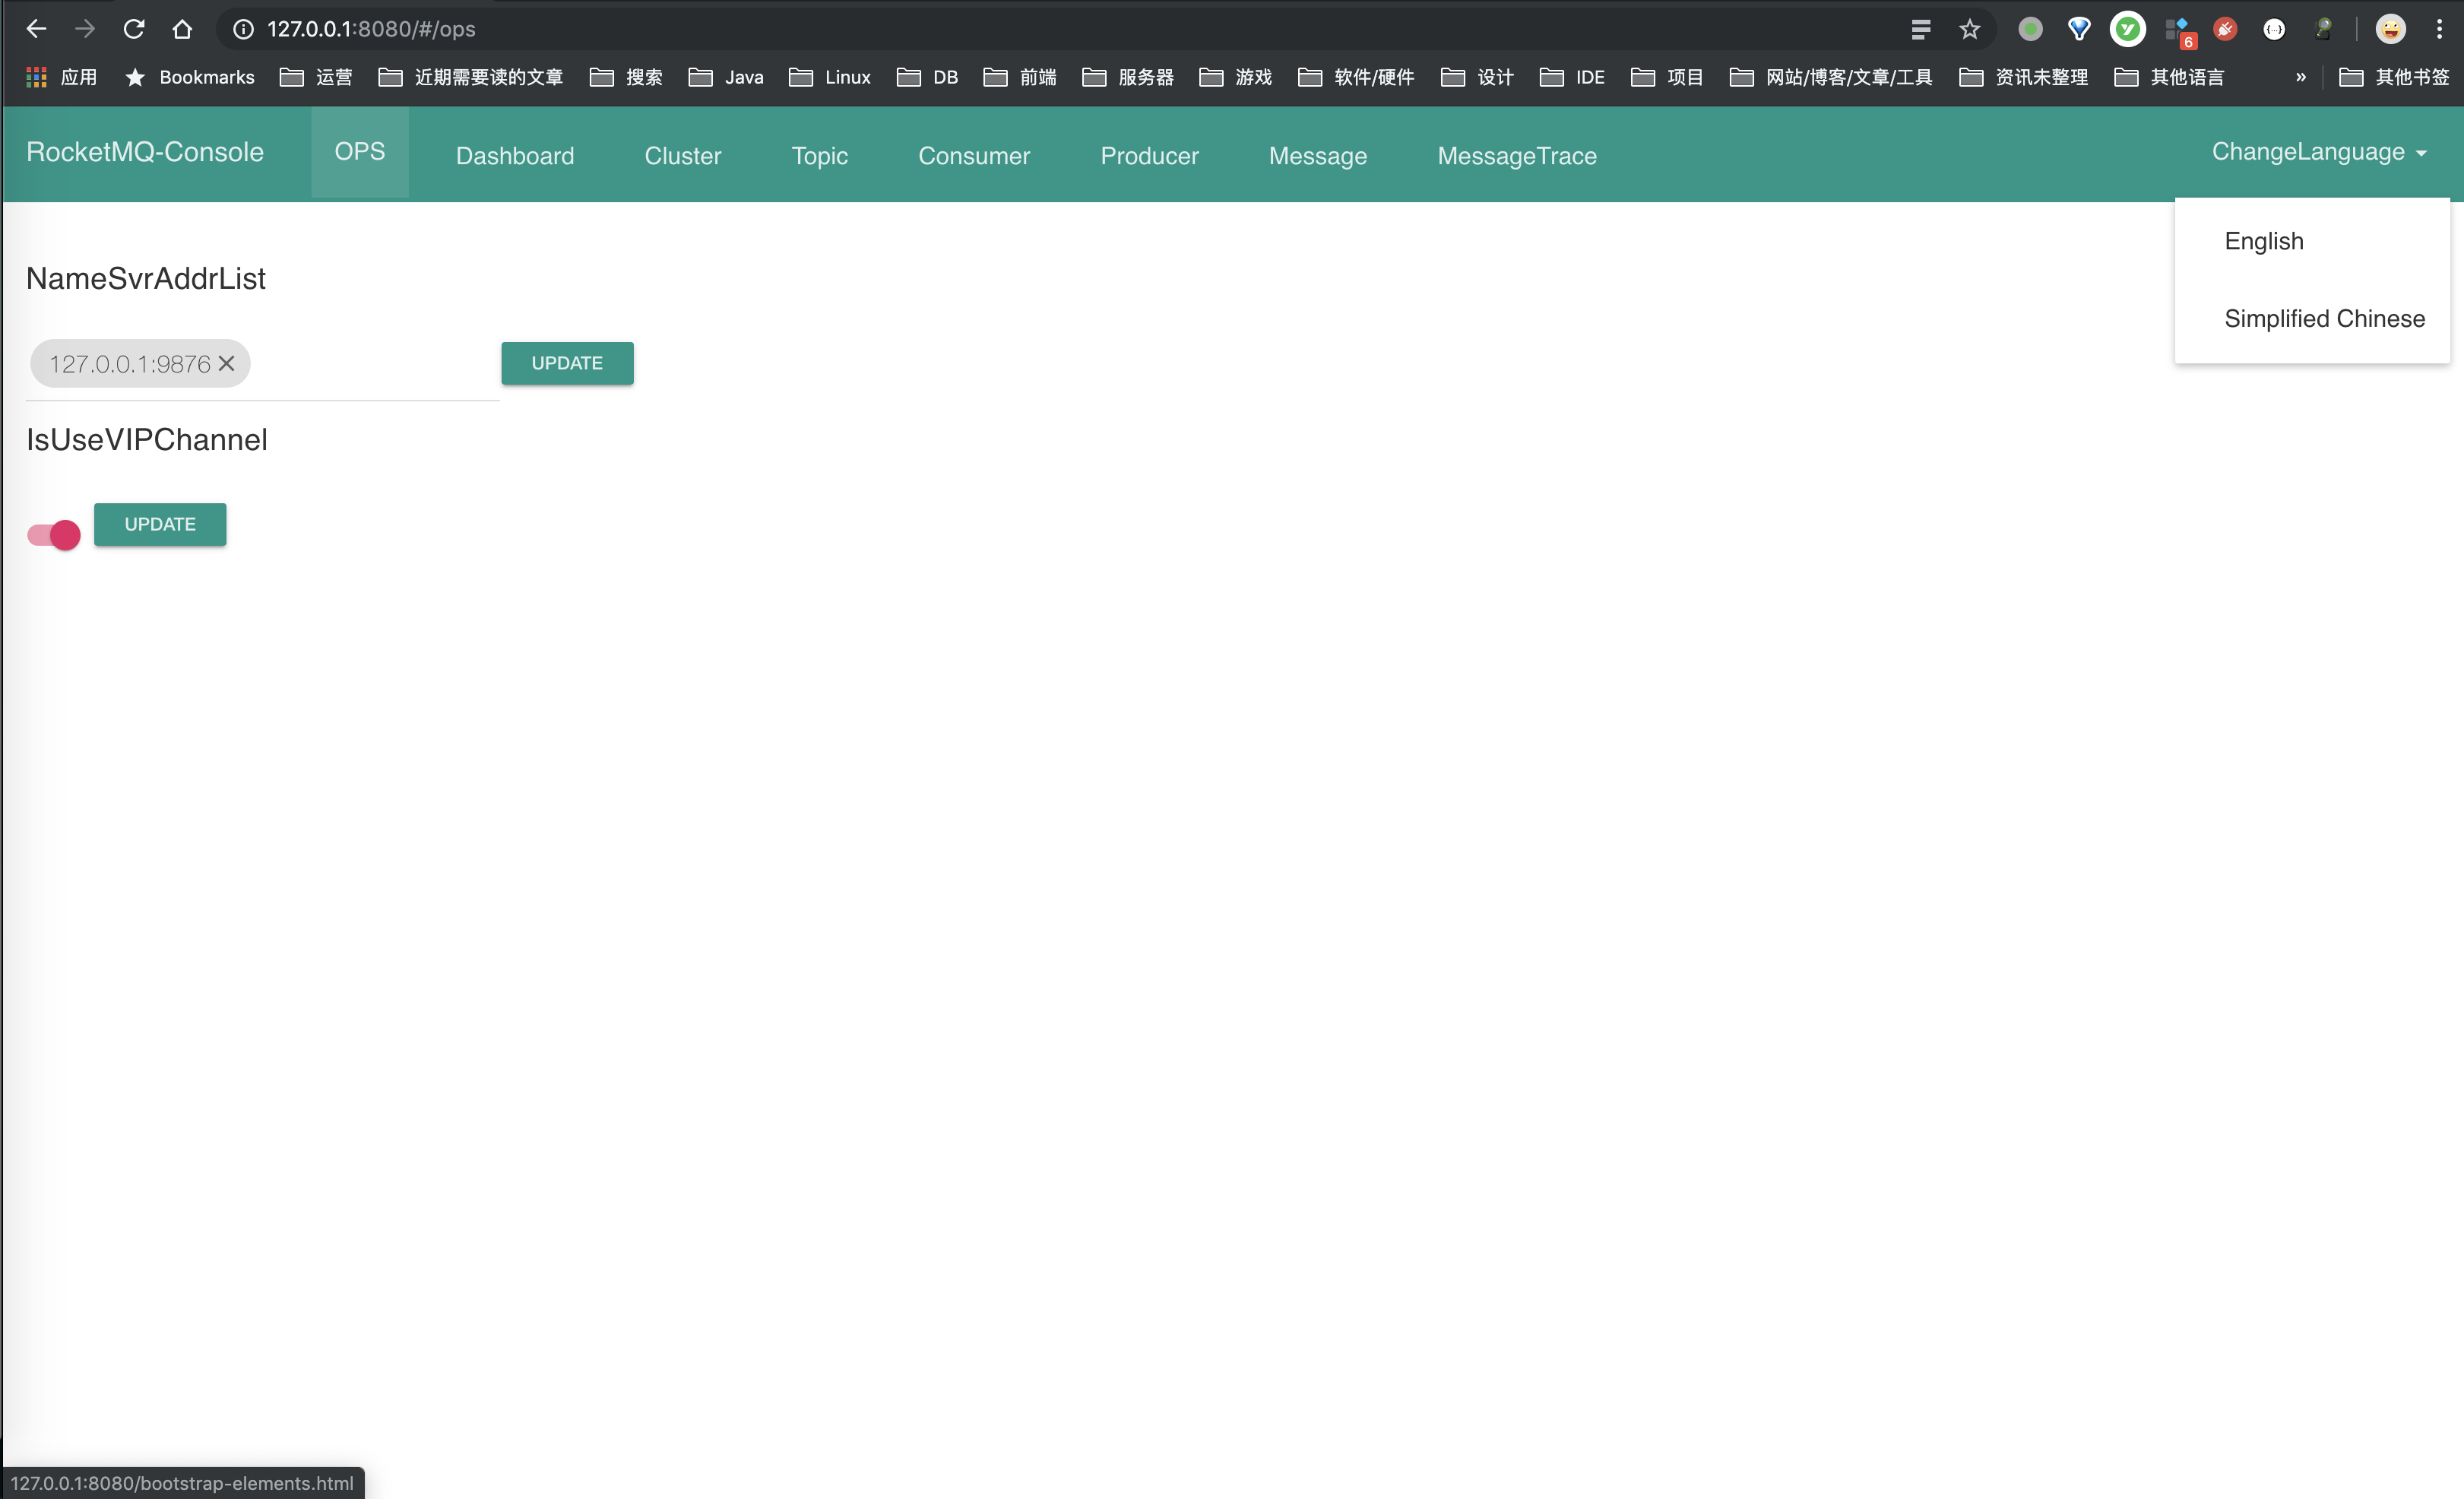 127.0.0.1:8080/#/ops
6
应用 Bookmarks 运营 近期需要读的文章 搜索 Java Linux DB 前端 服务器 游戏 软件/硬件 设计 IDE 项目 网站/博客/文章/工具 资讯未整理 其他语言 » 其他书签
RocketMQ-Console OPS Dashboard Cluster Topic Consumer Producer Message MessageTrace ChangeLanguage
English
Simplified Chinese
NameSvrAddrList
127.0.0.1:9876 UPDATE
IsUseVIPChannel
UPDATE
127.0.0.1:8080/bootstrap-elements.html